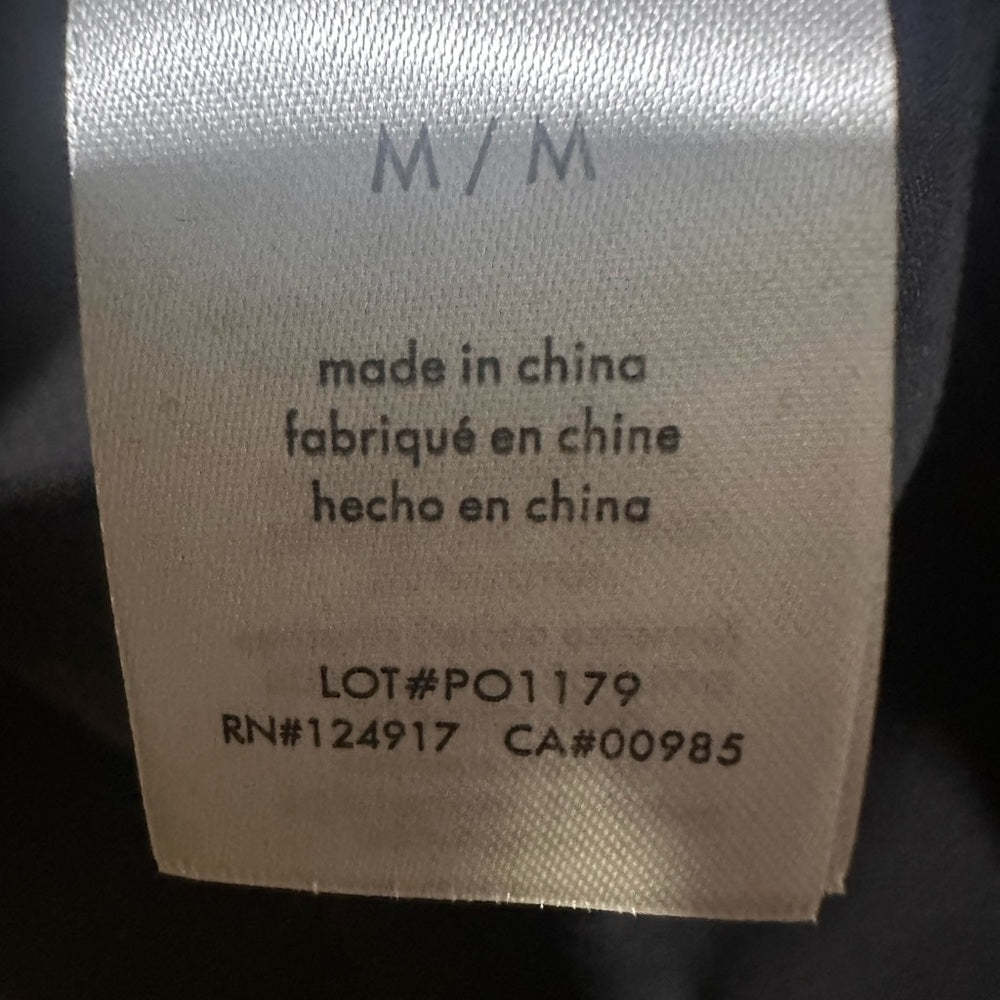 M / M
made in china
fabriqué en chine
hecho en china
LOT#PO1179
RN#124917 CA#00985